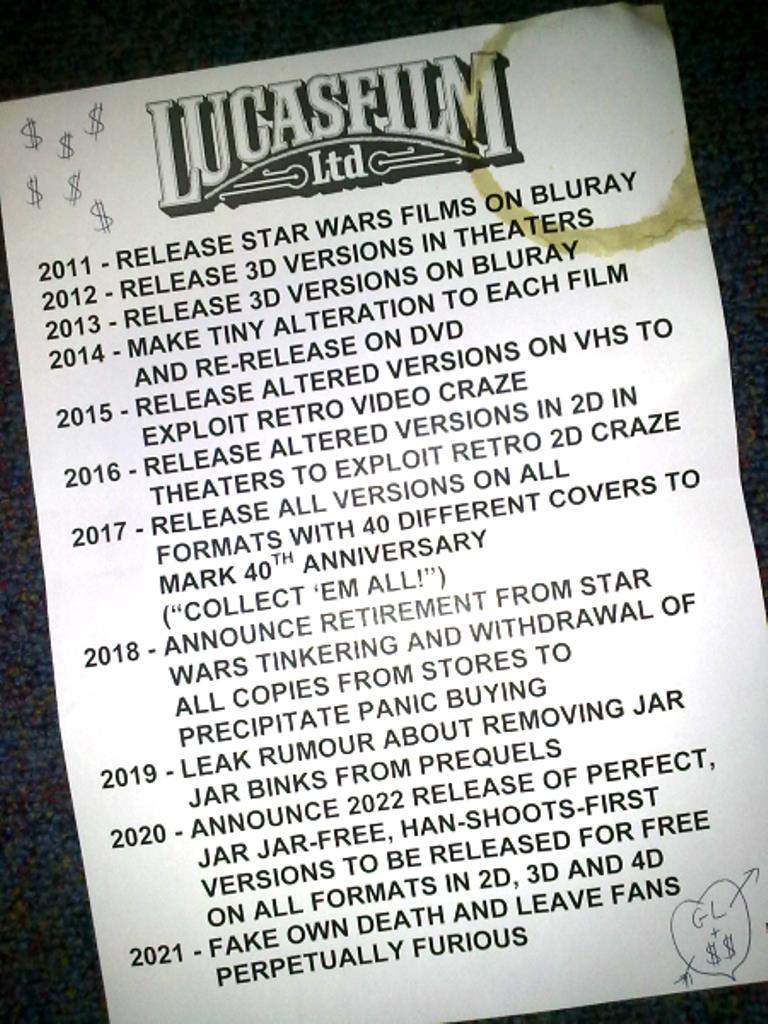 $ $ $
$ $ $
LUCASFILM
Ltd
2011 - RELEASE STAR WARS FILMS ON BLURAY
2012 - RELEASE 3D VERSIONS IN THEATERS
2013 - RELEASE 3D VERSIONS ON BLURAY
2014 - MAKE TINY ALTERATION TO EACH FILM
AND RE-RELEASE ON DVD
2015 - RELEASE ALTERED VERSIONS ON VHS TO
EXPLOIT RETRO VIDEO CRAZE
2016 - RELEASE ALTERED VERSIONS IN 2D IN
THEATERS TO EXPLOIT RETRO 2D CRAZE
2017 - RELEASE ALL VERSIONS ON ALL
FORMATS WITH 40 DIFFERENT COVERS TO
MARK 40TH ANNIVERSARY
("COLLECT 'EM ALL!")
2018 - ANNOUNCE RETIREMENT FROM STAR
WARS TINKERING AND WITHDRAWAL OF
ALL COPIES FROM STORES TO
PRECIPITATE PANIC BUYING
2019 - LEAK RUMOUR ABOUT REMOVING JAR
JAR BINKS FROM PREQUELS
2020 - ANNOUNCE 2022 RELEASE OF PERFECT,
JAR JAR-FREE, HAN-SHOOTS-FIRST
VERSIONS TO BE RELEASED FOR FREE
ON ALL FORMATS IN 2D, 3D AND 4D
2021 - FAKE OWN DEATH AND LEAVE FANS
PERPETUALLY FURIOUS
GL
+
$$